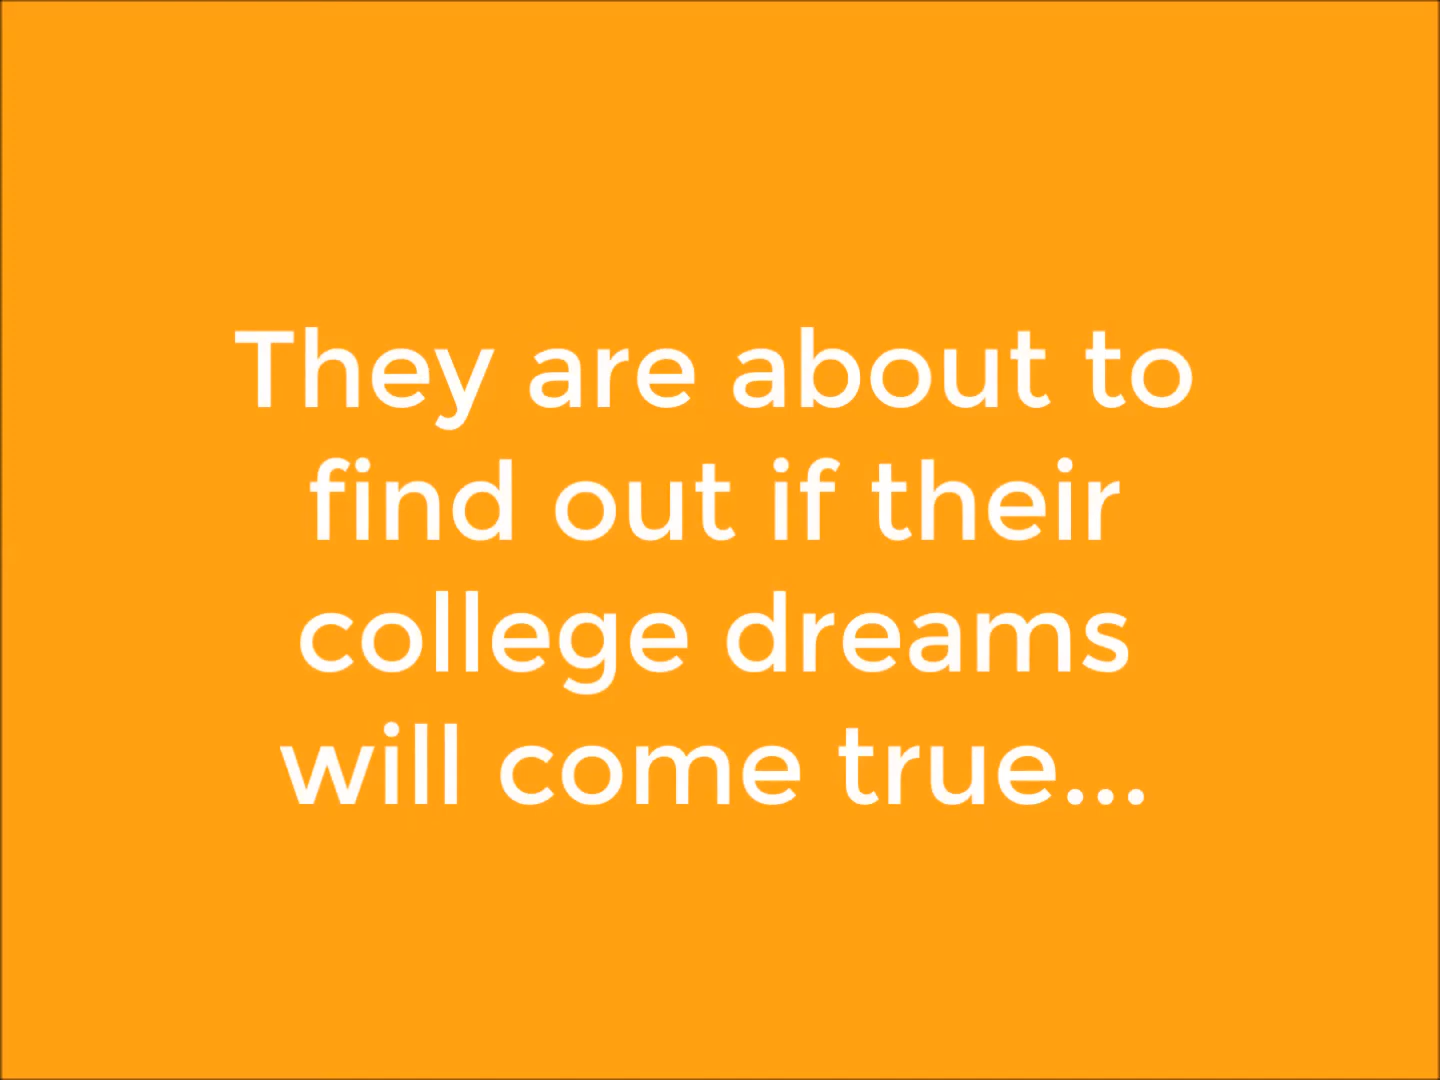 They are about to
find out if their
college dreams
will come true...